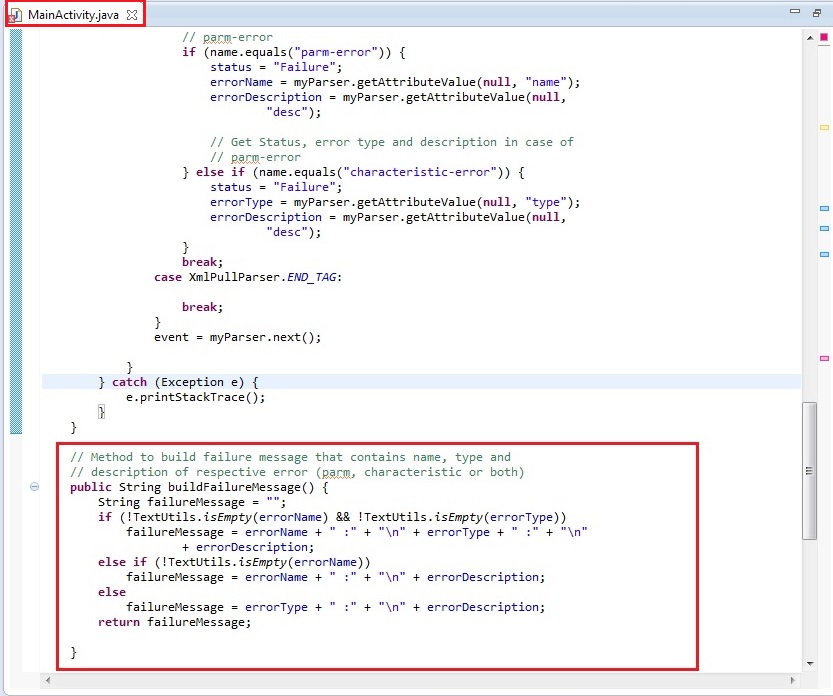 MainActivity.java
// parm-error
if (name.equals("parm-error")) {
status = "Failure";
errorName = myParser.getAttributeValue(null, "name");
errorDescription = myParser.getAttributeValue(null,
"desc");
// Get Status, error type and description in case of
// parm-error
} else if (name.equals("characteristic-error")) {
status = "Failure";
errorType = myParser.getAttributeValue(null, "type");
errorDescription = myParser.getAttributeValue(null,
"desc");
}
break;
case XmlPullParser.END_TAG:
break;
}
event = myParser.next();
}
} catch (Exception e) {
e.printStackTrace();
}
}
// Method to build failure message that contains name, type and
// description of respective error (parm, characteristic or both)
public String buildFailureMessage() {
String failureMessage = "";
if (!TextUtils.isEmpty(errorName) && !TextUtils.isEmpty(errorType))
failureMessage = errorName + " :" + "\n" + errorType + " :" + "\n"
+ errorDescription;
else if (!TextUtils.isEmpty(errorName))
failureMessage = errorName + " :" + "\n" + errorDescription;
else
failureMessage = errorType + " :" + "\n" + errorDescription;
return failureMessage;
}